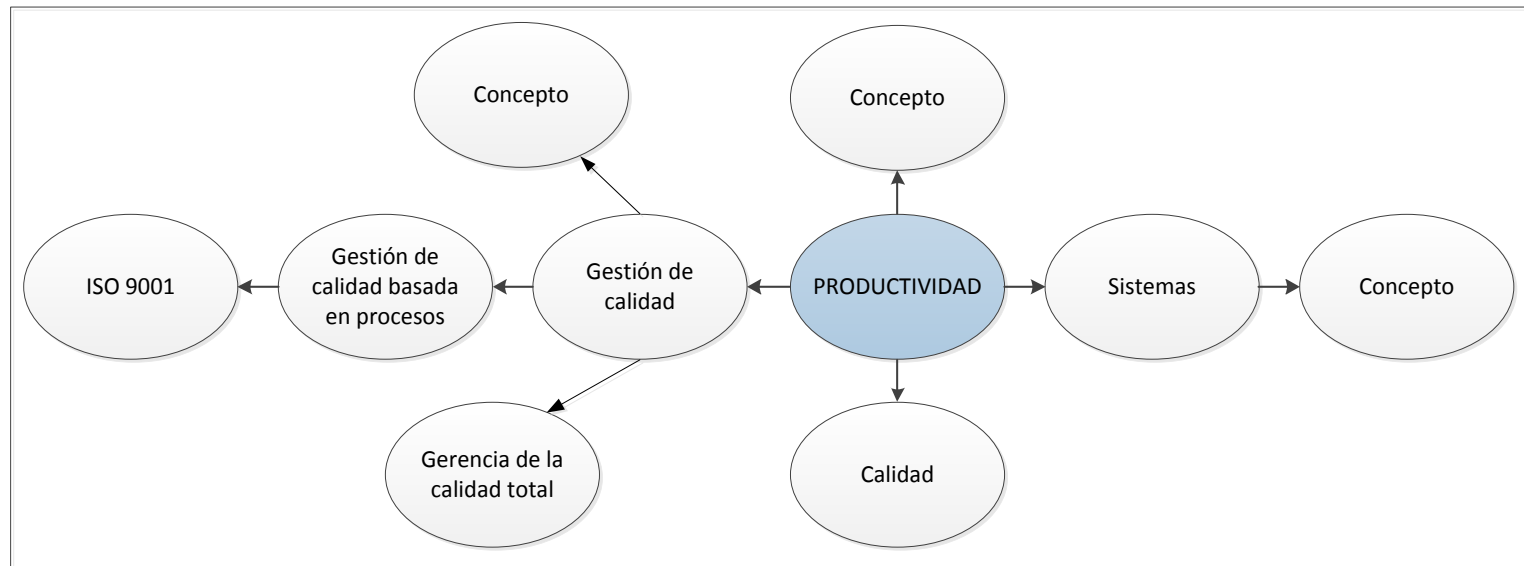 Concepto
Concepto
ISO 9001
Gestión de
calidad basada
en procesos
Gestión de
calidad
PRODUCTIVIDAD
Sistemas
Concepto
Gerencia de la
calidad total
Calidad